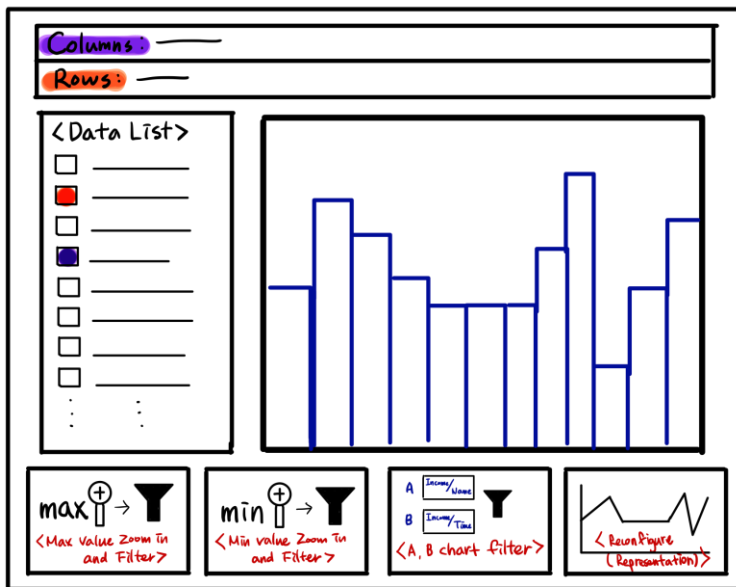 Columns:
Rows:
<Data List>
max
<Max value Zoom In
and Filter>
min
<Min value Zoom In
and Filter>
A Income/Name
B Income/Time
<A, B chart filter>
<Reconfigure
(Representation)>